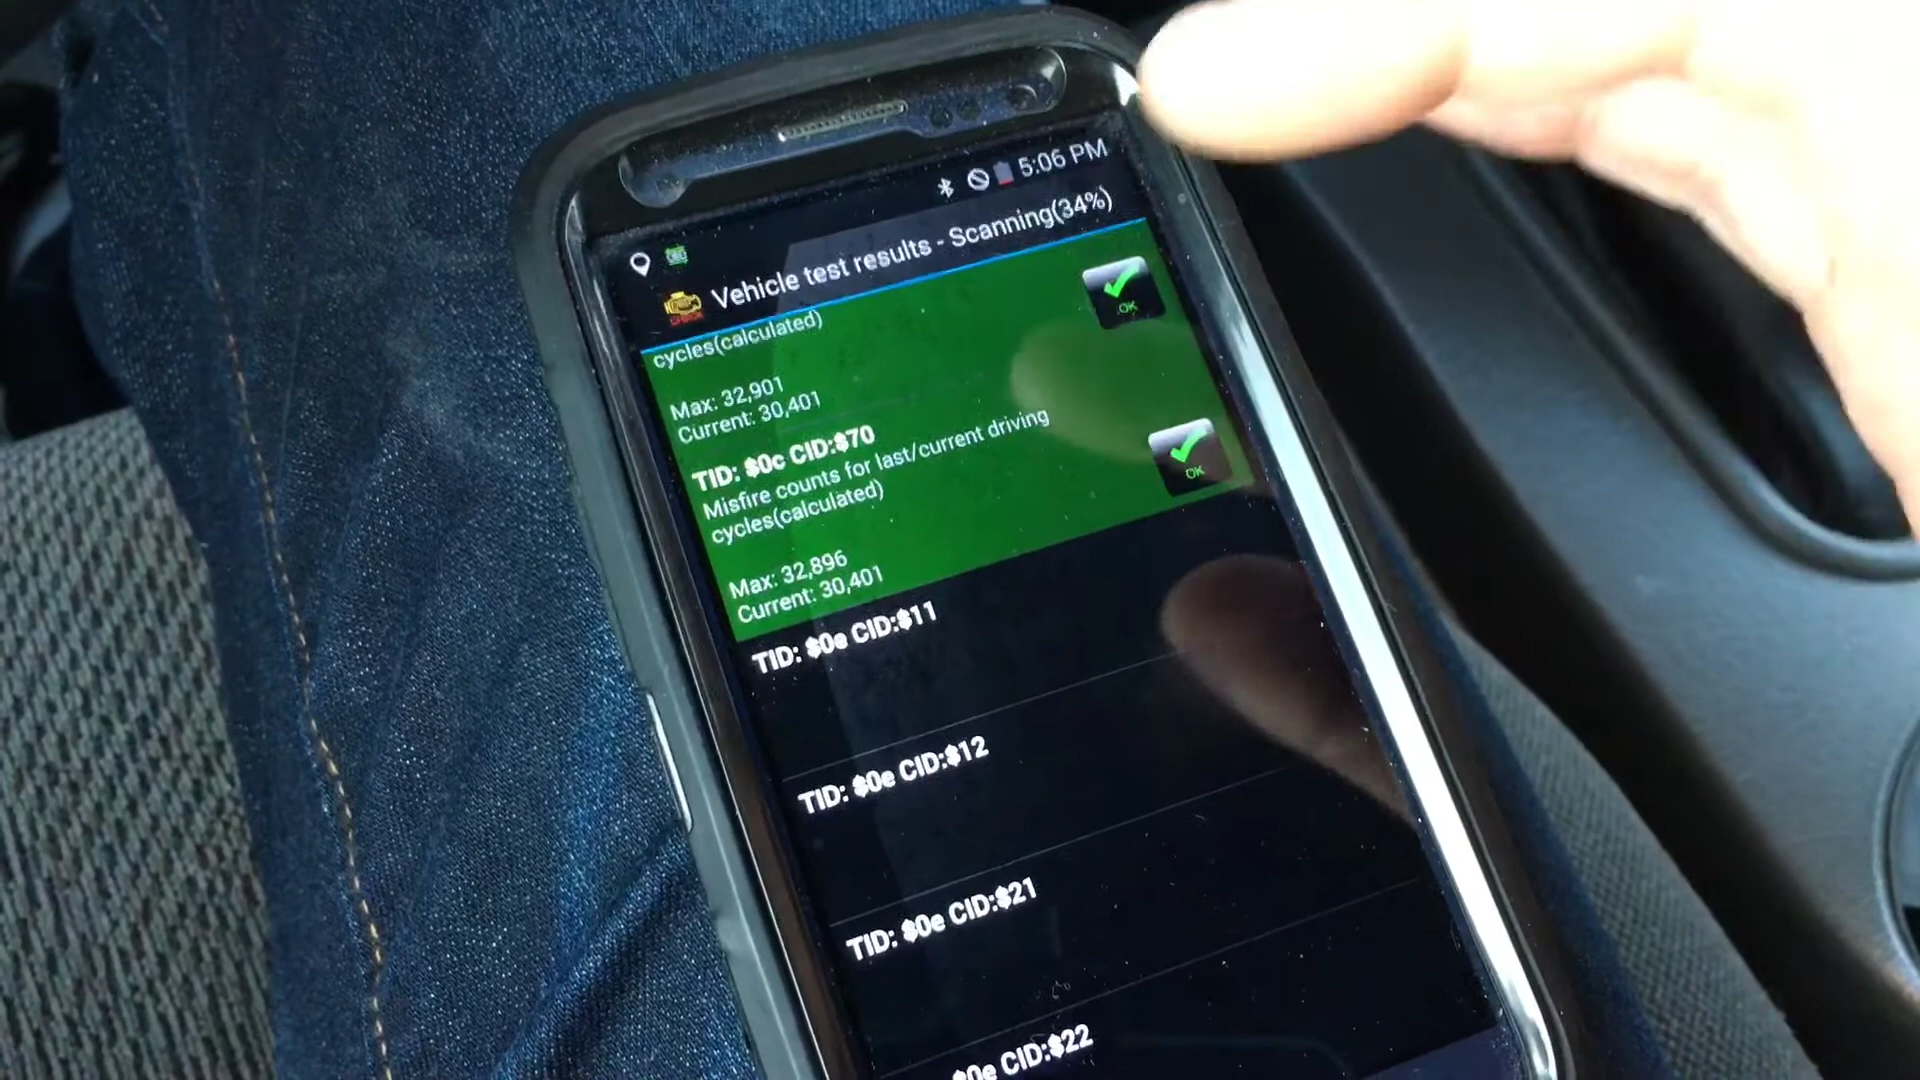 5:06 PM
Vehicle test results - Scanning(34%)
cycles(calculated)
OK
Max: 32,901
Current: 30,401
TID: $0c CID:$70
Misfire counts for last/current driving
cycles(calculated)
OK
Max: 32,896
Current: 30,401
TID: $0e CID:$11
TID: $0e CID:$12
TID: $0e CID:$21
$0e CID:$22